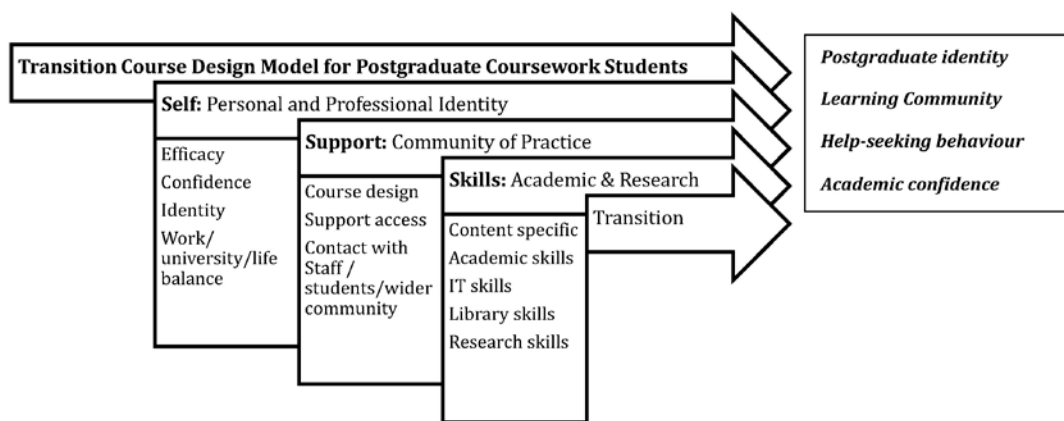 Transition Course Design Model for Postgraduate Coursework Students
Self: Personal and Professional Identity
Efficacy
Confidence
Identity
Work/
university/life
balance
Support: Community of Practice
Course design
Support access
Contact with
Staff /
students/wider
community
Skills: Academic & Research
Content specific
Academic skills
IT skills
Library skills
Research skills
Transition
Postgraduate identity
Learning Community
Help-seeking behaviour
Academic confidence